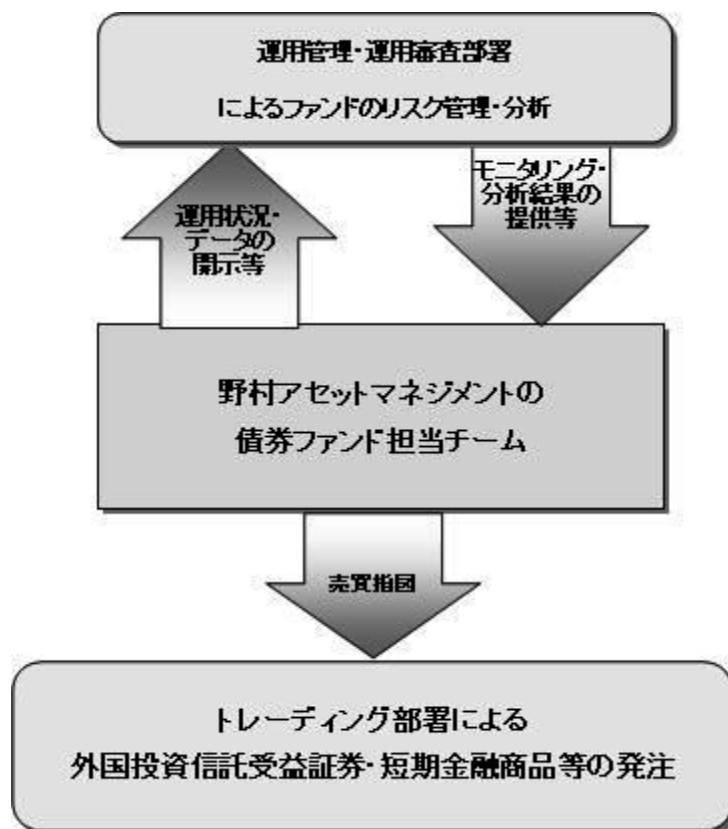 運用管理・運用審査部署
によるファンドのリスク管理・分析
運用状況・
データの
開示等
モニタリング・
分析結果の
提供等
野村アセットマネジメントの
債券ファンド担当チーム
売買指図
トレーディング部署による
外国投資信託受益証券・短期金融商品等の発注